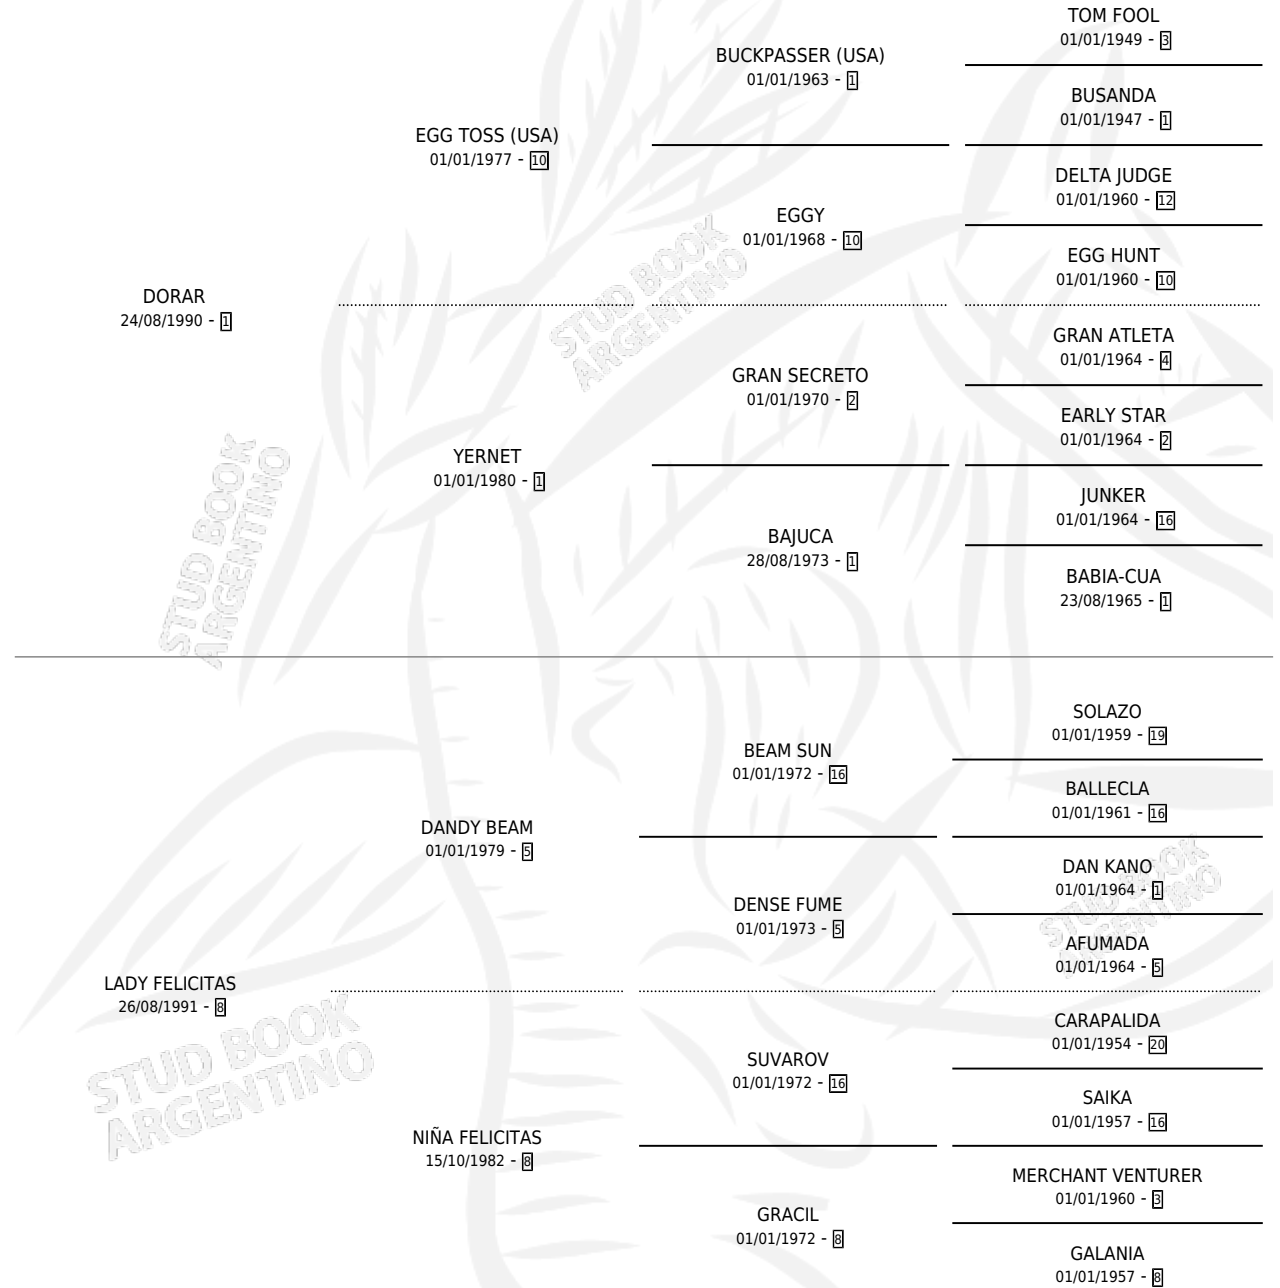 TOM FOOL
01/01/1949 - 3
BUCKPASSER (USA)
01/01/1963 - 1
BUSANDA
01/01/1947 - 1
EGG TOSS (USA)
01/01/1977 - 10
DELTA JUDGE
01/01/1960 - 12
EGGY
01/01/1968 - 10
EGG HUNT
01/01/1960 - 10
DORAR
24/08/1990 - 1
GRAN ATLETA
01/01/1964 - 4
GRAN SECRETO
01/01/1970 - 2
EARLY STAR
01/01/1964 - 2
YERNET
01/01/1980 - 1
JUNKER
01/01/1964 - 16
BAJUCA
28/08/1973 - 1
BABIA-CUA
23/08/1965 - 1
STUD BOOK
ARGENTINO
STUD BOOK
ARGENTINO
SOLAZO
01/01/1959 - 19
BEAM SUN
01/01/1972 - 16
BALLECLA
01/01/1961 - 16
DANDY BEAM
01/01/1979 - 5
DAN KANO
01/01/1964 - 1
DENSE FUME
01/01/1973 - 5
AFUMADA
01/01/1964 - 5
LADY FELICITAS
26/08/1991 - 8
CARAPALIDA
01/01/1954 - 20
SUVAROV
01/01/1972 - 16
SAIKA
01/01/1957 - 16
NIÑA FELICITAS
15/10/1982 - 8
MERCHANT VENTURER
01/01/1960 - 3
GRACIL
01/01/1972 - 8
GALANIA
01/01/1957 - 8
STUD BOOK
ARGENTINO
STUD BOOK
ARGENTINO